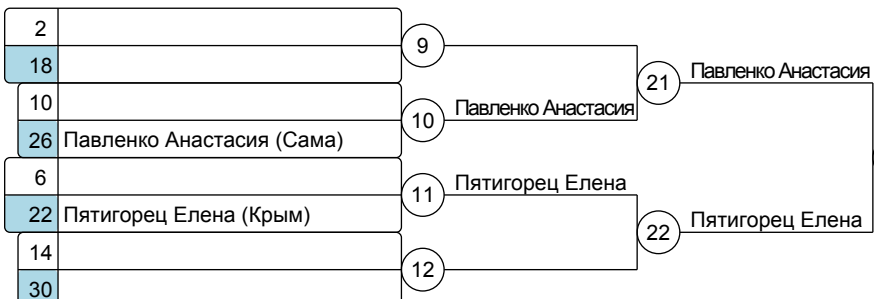 2
9
18
21 Павленко Анастасия
10
10 Павленко Анастасия
26 Павленко Анастасия (Сама)
6
11 Пятигорец Елена
22 Пятигорец Елена (Крым)
22 Пятигорец Елена
14
12
30